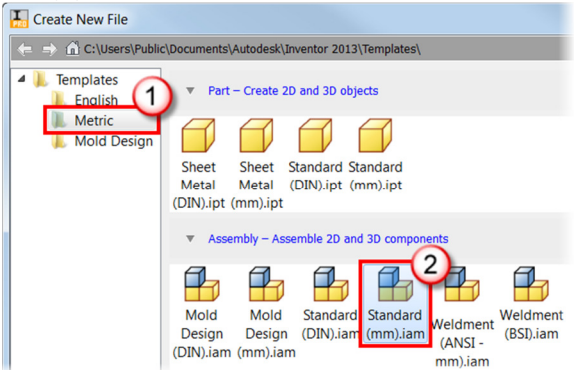 I PRO Create New File
C:\Users\Public\Documents\Autodesk\Inventor 2013\Templates\
Templates
English
Metric
Mold Design
1
Part – Create 2D and 3D objects
Sheet Metal (DIN).ipt
Sheet Metal (mm).ipt
Standard (DIN).ipt
Standard (mm).ipt
Assembly – Assemble 2D and 3D components
2
Mold Design (DIN).iam
Mold Design (mm).iam
Standard (DIN).iam
Standard (mm).iam
Weldment (ANSI - mm).iam
Weldment (BSI).iam